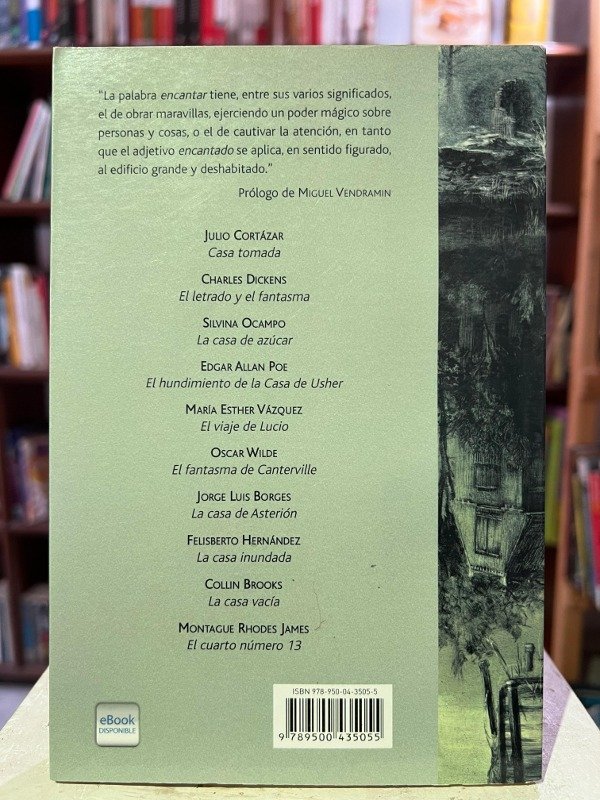 “La palabra encantar tiene, entre sus varios significados,
el de obrar maravillas, ejerciendo un poder mágico sobre
personas y cosas, o el de cautivar la atención, en tanto
que el adjetivo encantado se aplica, en sentido figurado,
al edificio grande y deshabitado.”
Prólogo de Miguel Vendramin
Julio Cortázar
Casa tomada
Charles Dickens
El letrado y el fantasma
Silvina Ocampo
La casa de azúcar
Edgar Allan Poe
El hundimiento de la Casa de Usher
María Esther Vázquez
El viaje de Lucio
Oscar Wilde
El fantasma de Canterville
Jorge Luis Borges
La casa de Asterión
Felisberto Hernández
La casa inundada
Collin Brooks
La casa vacía
Montague Rhodes James
El cuarto número 13
ISBN 978-950-04-3505-5
9 789500 435055
eBook
DISPONIBLE